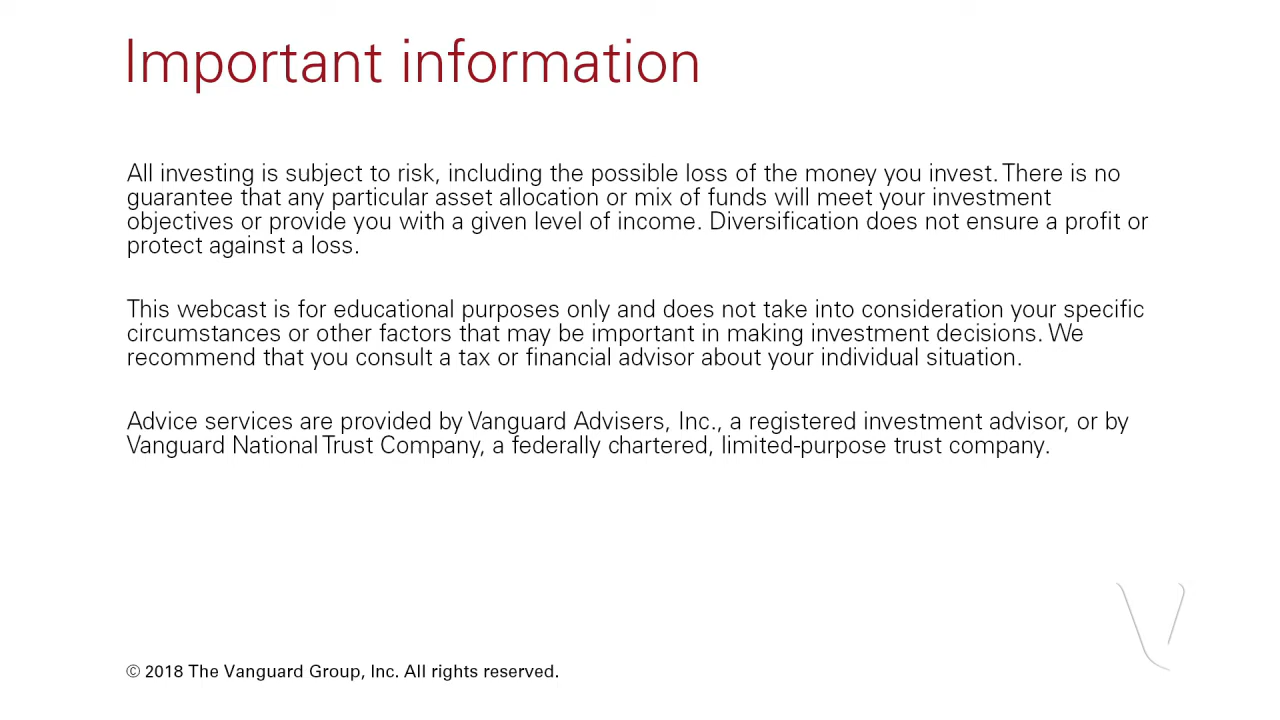 Important information
All investing is subject to risk, including the possible loss of the money you invest. There is no
guarantee that any particular asset allocation or mix of funds will meet your investment
objectives or provide you with a given level of income. Diversification does not ensure a profit or
protect against a loss.
This webcast is for educational purposes only and does not take into consideration your specific
circumstances or other factors that may be important in making investment decisions. We
recommend that you consult a tax or financial advisor about your individual situation.
Advice services are provided by Vanguard Advisers, Inc., a registered investment advisor, or by
Vanguard National Trust Company, a federally chartered, limited-purpose trust company.
© 2018 The Vanguard Group, Inc. All rights reserved.